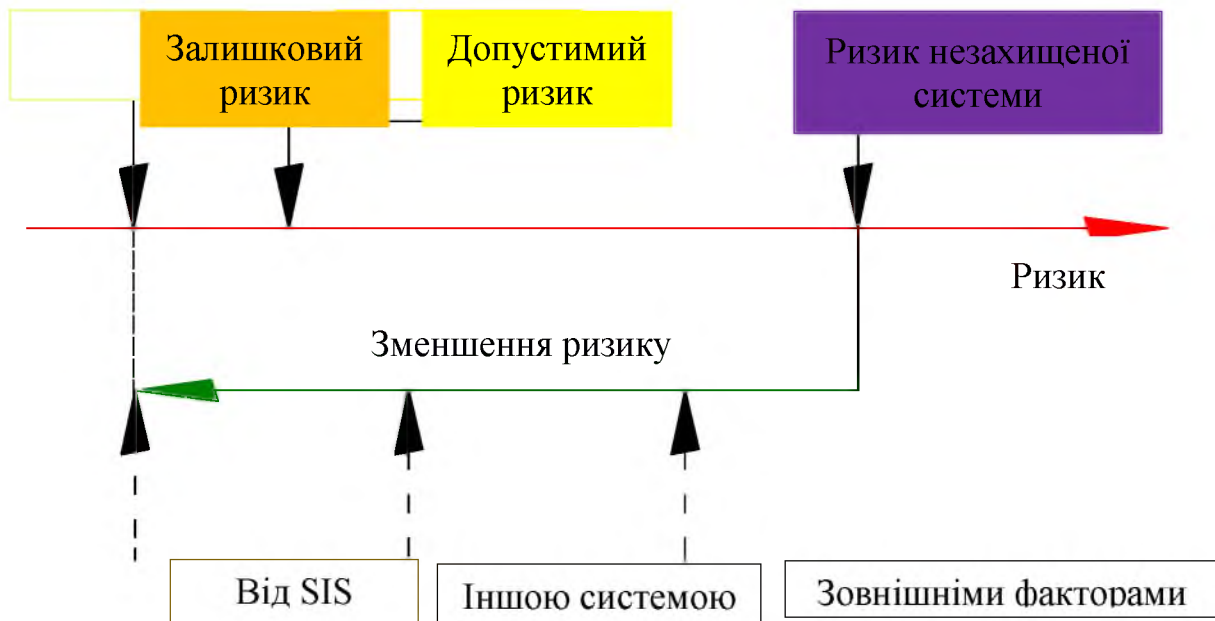 Залишковий
ризик
Допустимий
ризик
Ризик незахищеної
системи
Ризик
Зменшення ризику
Від SIS
Іншою системою
Зовнішніми факторами